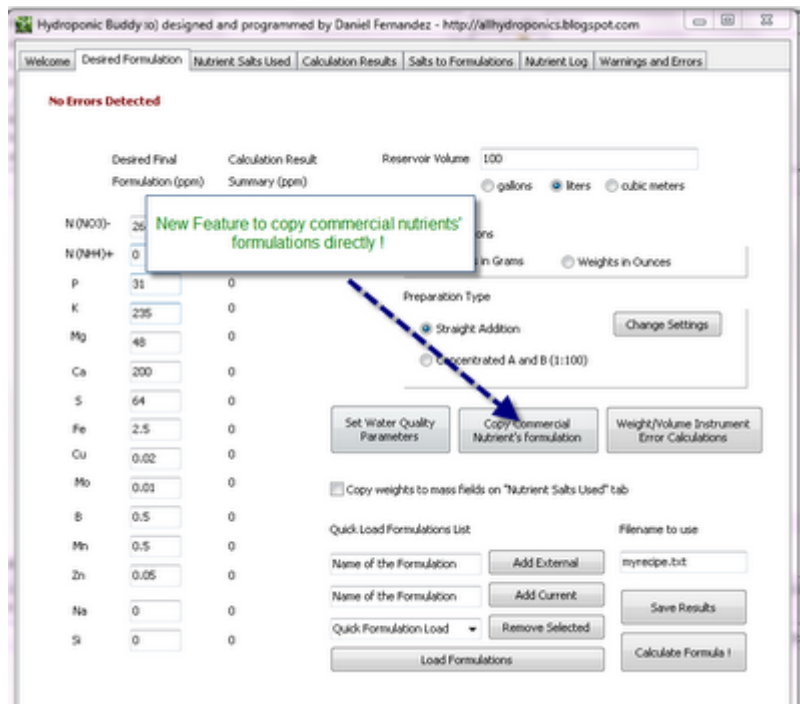 Hydroponic Buddy :o) designed and programmed by Daniel Fernandez - http://allhydroponics.blogspot.com
Welcome Desired Formulation Nutrient Salts Used Calculation Results Salts to Formulations Nutrient Log Warnings and Errors
No Errors Detected
Desired Final Calculation Result Reservoir Volume 100
Formulation (ppm) Summary (ppm) gallons liters cubic meters
New Feature to copy commercial nutrients'
formulations directly !
N (NO3)-
N (NH4)+ 0 in Grams Weights in Ounces
P 31 0
Preparation Type
K 235 0
Straight Addition Change Settings
Mg 48 0
Concentrated A and B (1:100)
Ca 200 0
S 64 0
Set Water Quality Parameters Copy Commercial Nutrient's formulation Weight/Volume Instrument Error Calculations
Fe 2.5 0
Cu 0.02 0
Mo 0.01 0
Copy weights to mass fields on "Nutrient Salts Used" tab
B 0.5 0
Quick Load Formulations List Filename to use
Mn 0.5 0
Name of the Formulation Add External myrecipe.txt
Zn 0.05 0
Name of the Formulation Add Current Save Results
Na 0 0
Quick Formulation Load Remove Selected
Si 0 0
Load Formulations Calculate Formula !